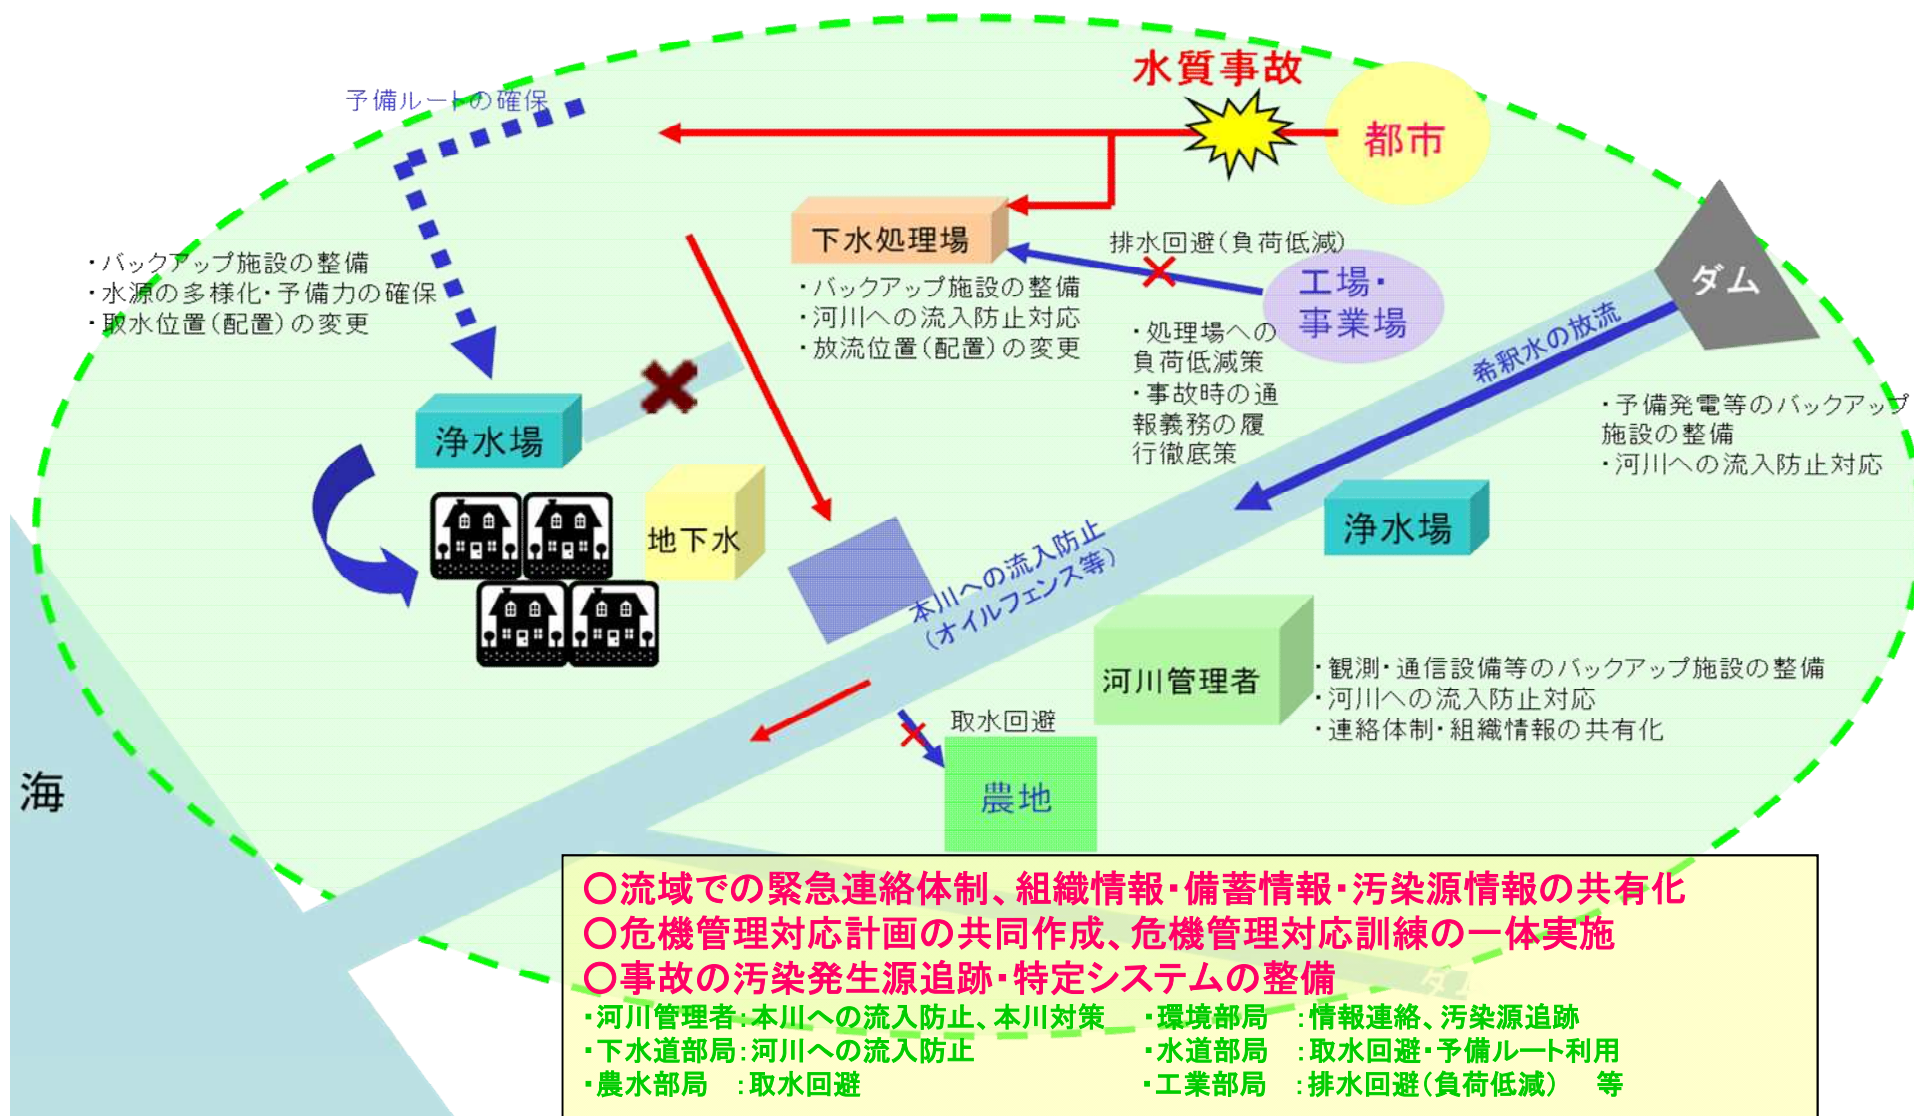 水質事故
都市
予備ルートの確保
下水処理場
排水回避(負荷低減)
工場・
事業場
ダム
・バックアップ施設の整備
・水源の多様化・予備力の確保
・取水位置(配置)の変更
・バックアップ施設の整備
・河川への流入防止対応
・放流位置(配置)の変更
・処理場への
負荷低減策
・事故時の通
報義務の履
行徹底策
希釈水の放流
・予備発電等のバックアップ
施設の整備
・河川への流入防止対応
浄水場
浄水場
地下水
本川への流入防止
(オイルフェンス等)
河川管理者
・観測・通信設備等のバックアップ施設の整備
・河川への流入防止対応
・連絡体制・組織情報の共有化
取水回避
農地
海
〇流域での緊急連絡体制、組織情報・備蓄情報・汚染源情報の共有化
〇危機管理対応計画の共同作成、危機管理対応訓練の一体実施
〇事故の汚染発生源追跡・特定システムの整備
・河川管理者:本川への流入防止、本川対策 ・環境部局 :情報連絡、汚染源追跡
・下水道部局:河川への流入防止 ・水道部局 :取水回避・予備ルート利用
・農水部局 :取水回避 ・工業部局 :排水回避(負荷低減) 等